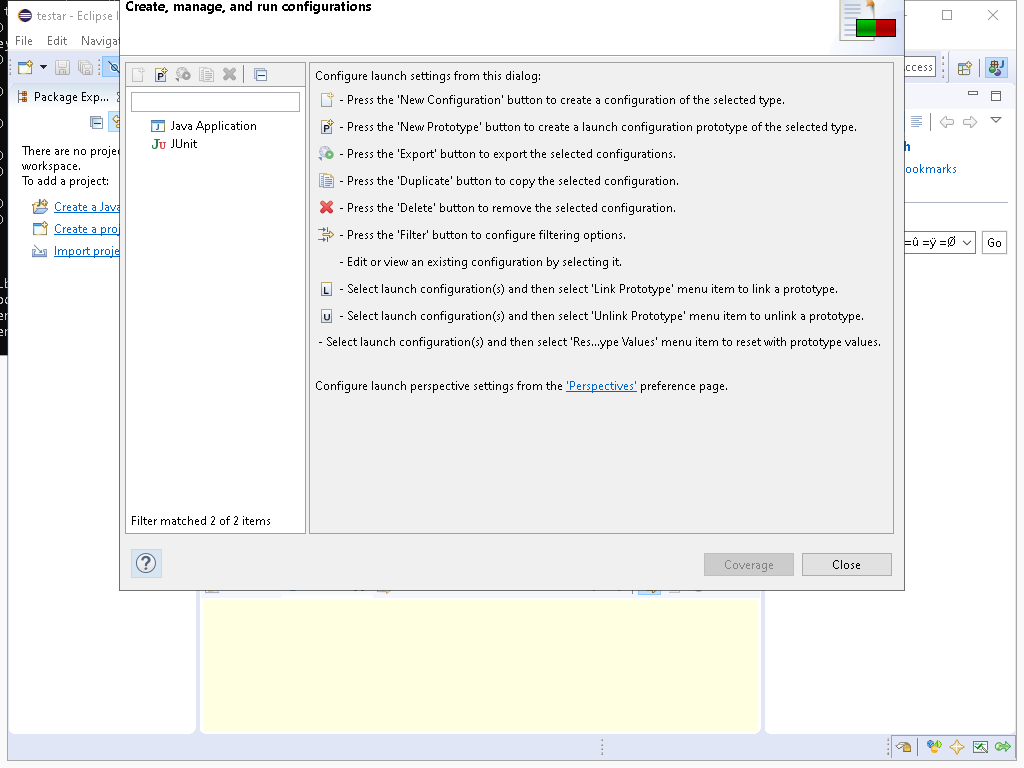 testar - Eclipse
Create, manage, and run configurations
File Edit Naviga
ccess
Package Exp...
There are no proje
workspace.
To add a project:
Create a Java
Create a proj
Import proje
Java Application
JUnit
Filter matched 2 of 2 items
Configure launch settings from this dialog:
- Press the 'New Configuration' button to create a configuration of the selected type.
- Press the 'New Prototype' button to create a launch configuration prototype of the selected type.
- Press the 'Export' button to export the selected configurations.
- Press the 'Duplicate' button to copy the selected configuration.
- Press the 'Delete' button to remove the selected configuration.
- Press the 'Filter' button to configure filtering options.
- Edit or view an existing configuration by selecting it.
- Select launch configuration(s) and then select 'Link Prototype' menu item to link a prototype.
- Select launch configuration(s) and then select 'Unlink Prototype' menu item to unlink a prototype.
- Select launch configuration(s) and then select 'Res...ype Values' menu item to reset with prototype values.
Configure launch perspective settings from the 'Perspectives' preference page.
Coverage Close
h
ookmarks
=û =ÿ =Ø Go